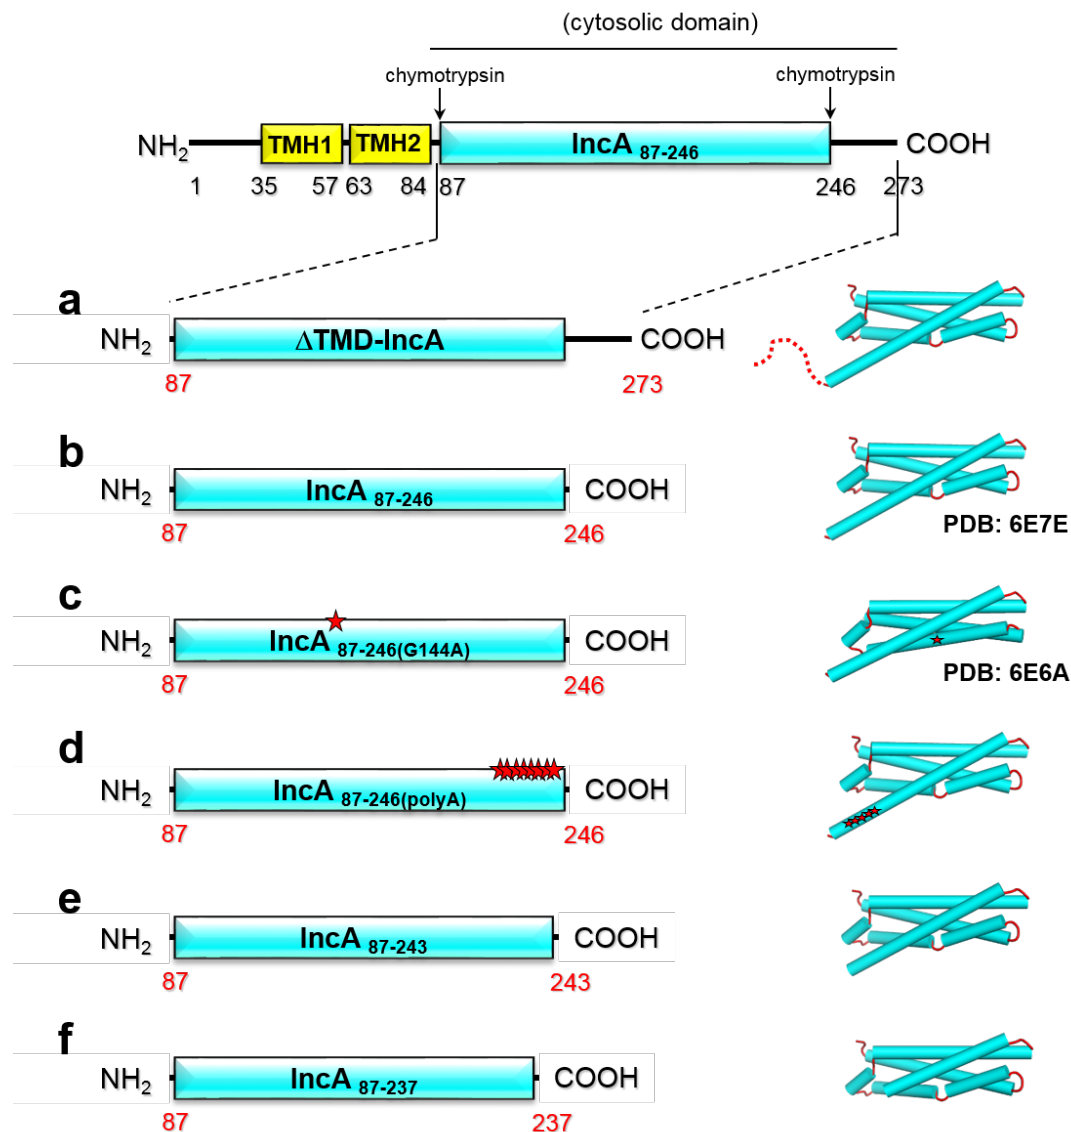 (cytosolic domain)
chymotrypsin chymotrypsin
NH2 TMH1 TMH2 IncA 87-246 COOH
1 35 57 63 84 87 246 273
a
NH2 ΔTMD-IncA COOH
87 273
b
NH2 IncA 87-246 COOH
87 246
PDB: 6E7E
c
NH2 IncA 87-246(G144A) COOH
87 246
PDB: 6E6A
d
NH2 IncA 87-246(polyA) COOH
87 246
e
NH2 IncA 87-243 COOH
87 243
f
NH2 IncA 87-237 COOH
87 237